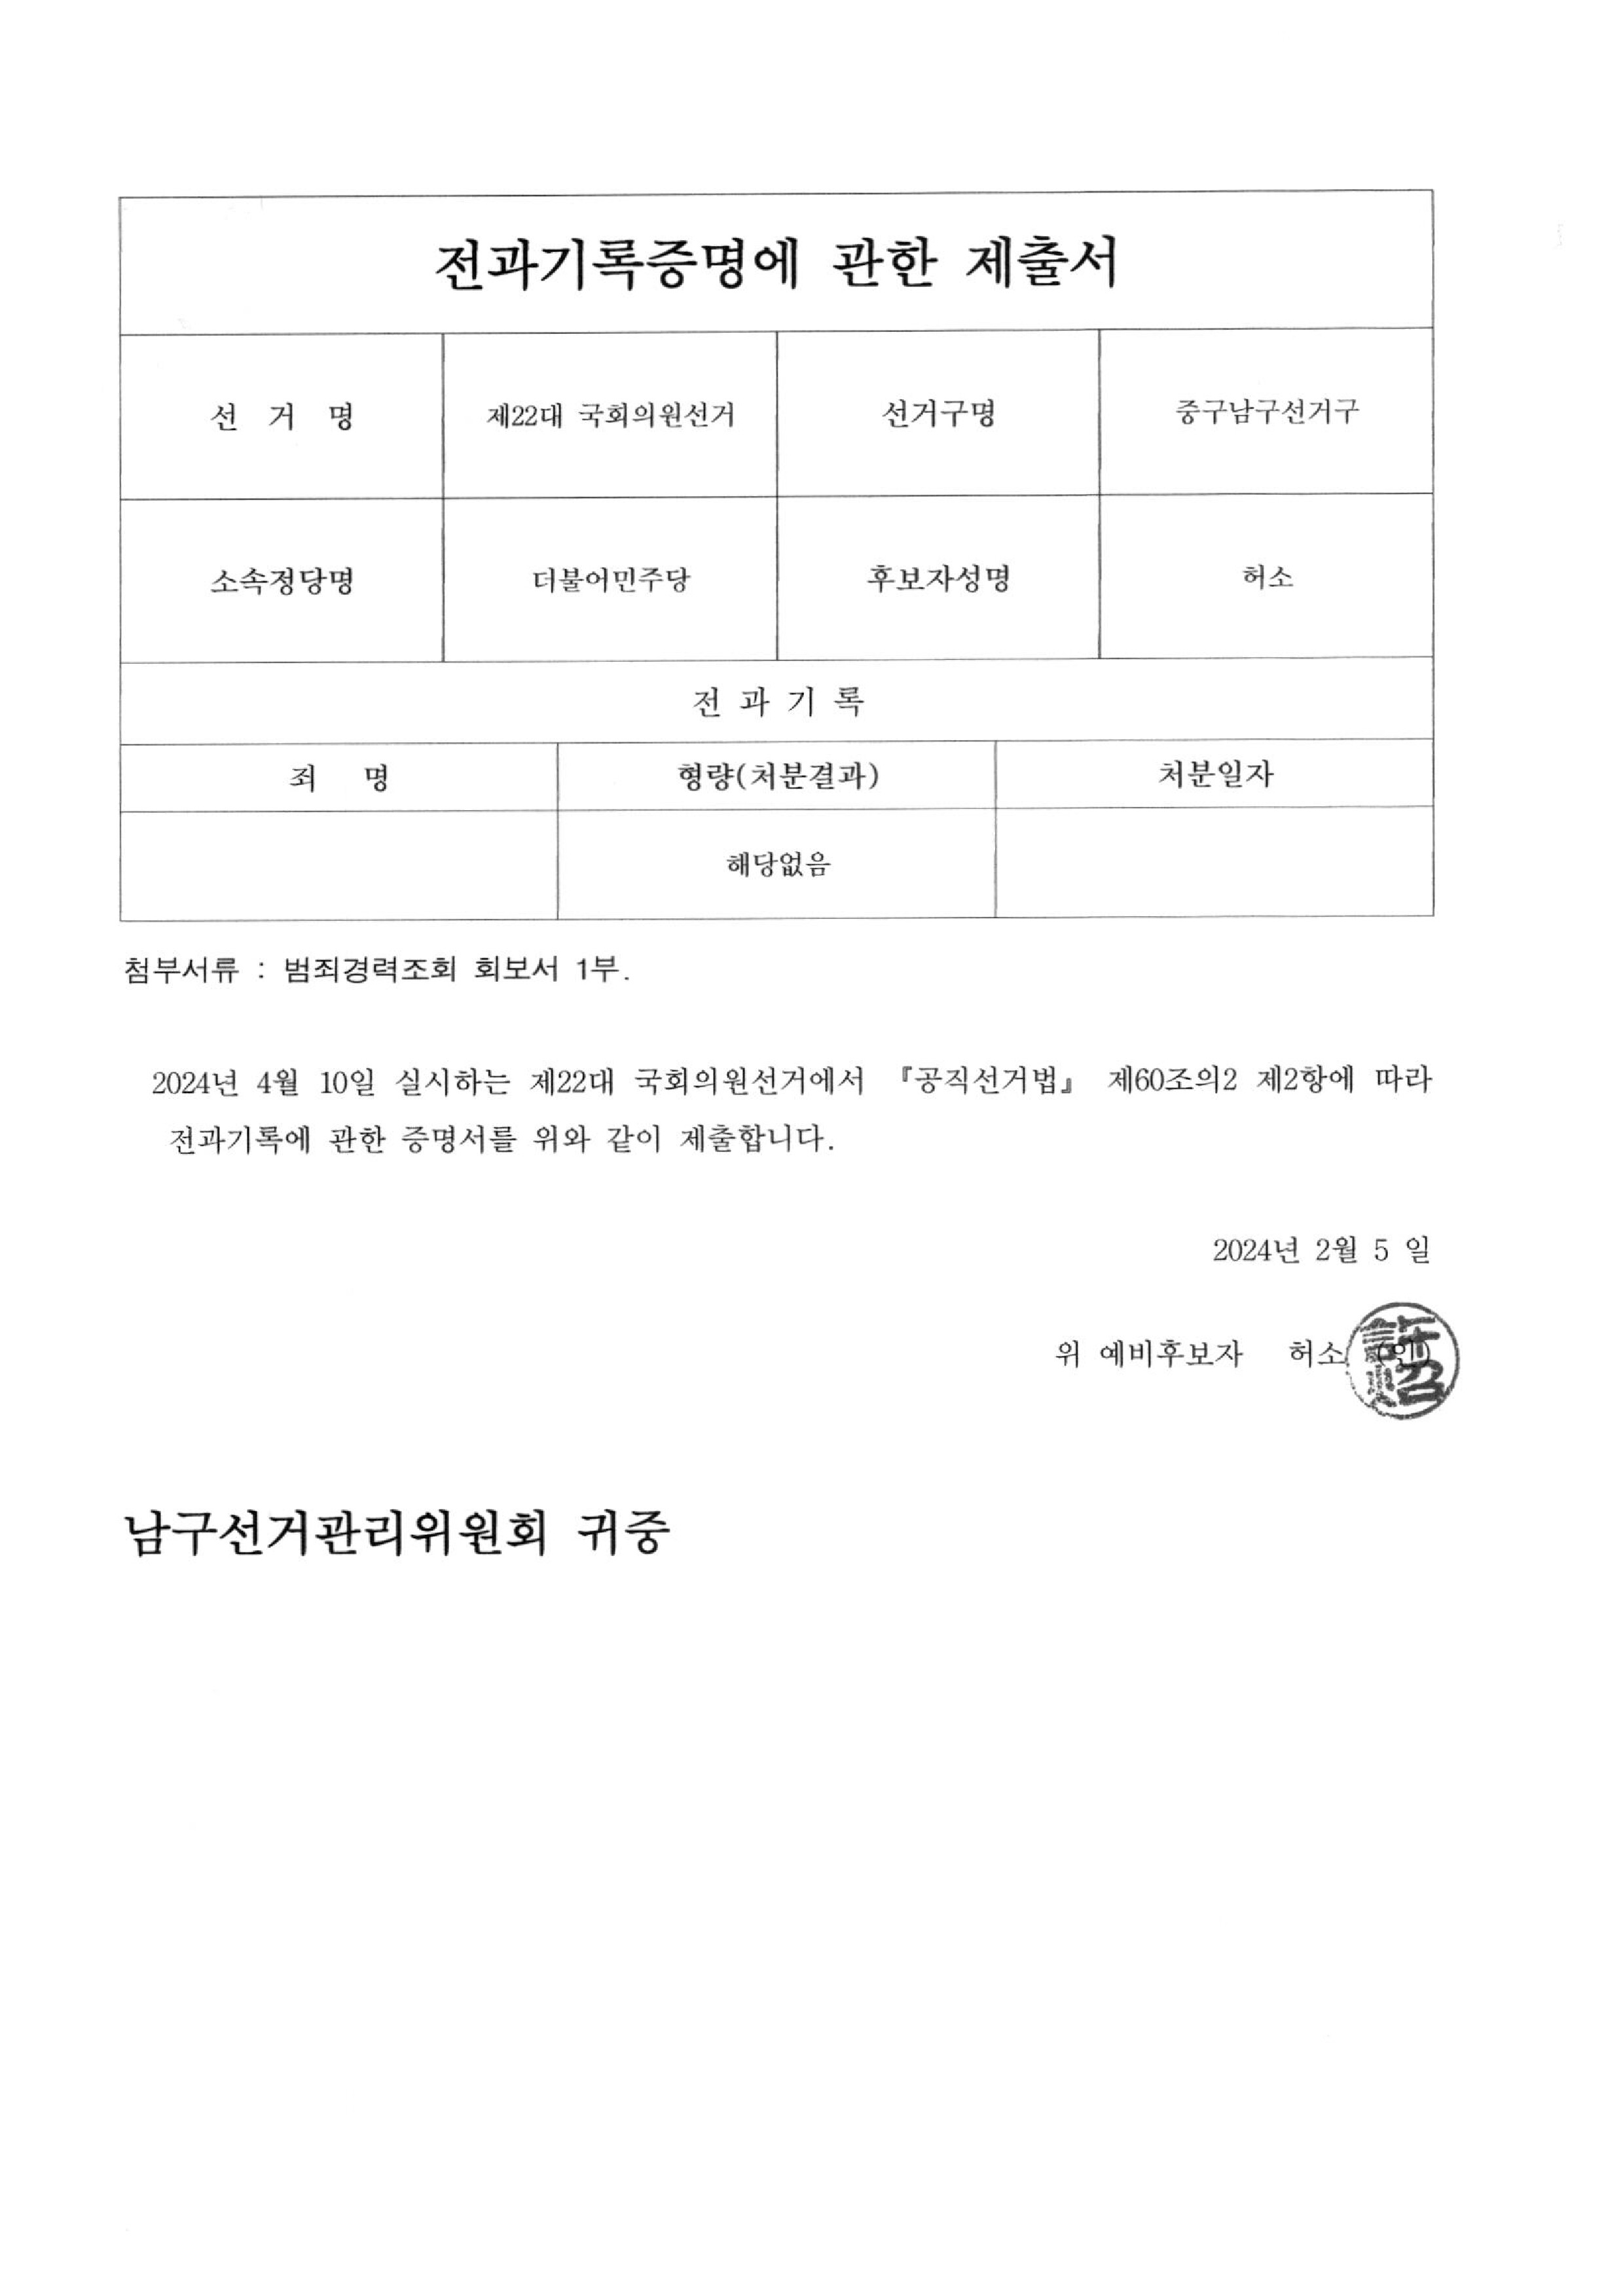 전과기록증명에 관한 제출서
선 거 명 제22대 국회의원선거 선거구명 중구남구선거구
소속정당명 더불어민주당 후보자성명 허소
전 과 기 록
죄 명 형량(처분결과) 처분일자
해당없음
첨부서류 : 범죄경력조회 회보서 1부.
2024년 4월 10일 실시하는 제22대 국회의원선거에서 『공직선거법』 제60조의2 제2항에 따라
전과기록에 관한 증명서를 위와 같이 제출합니다.
2024년 2월 5 일
위 예비후보자 허소 (인)
남구선거관리위원회 귀중